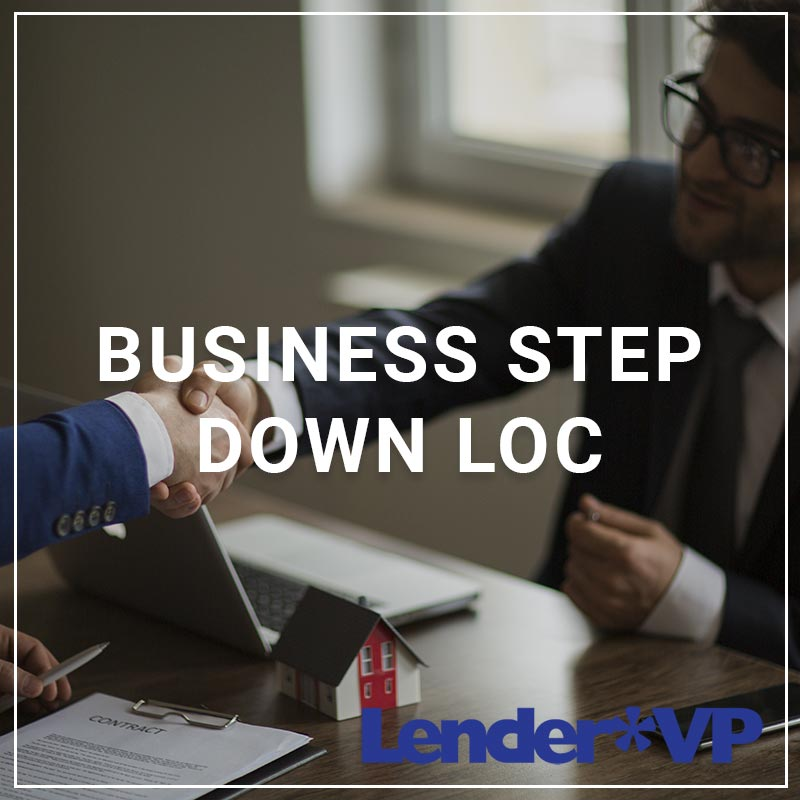 BUSINESS STEP
DOWN LOC
CONTRACT
Lender*VP